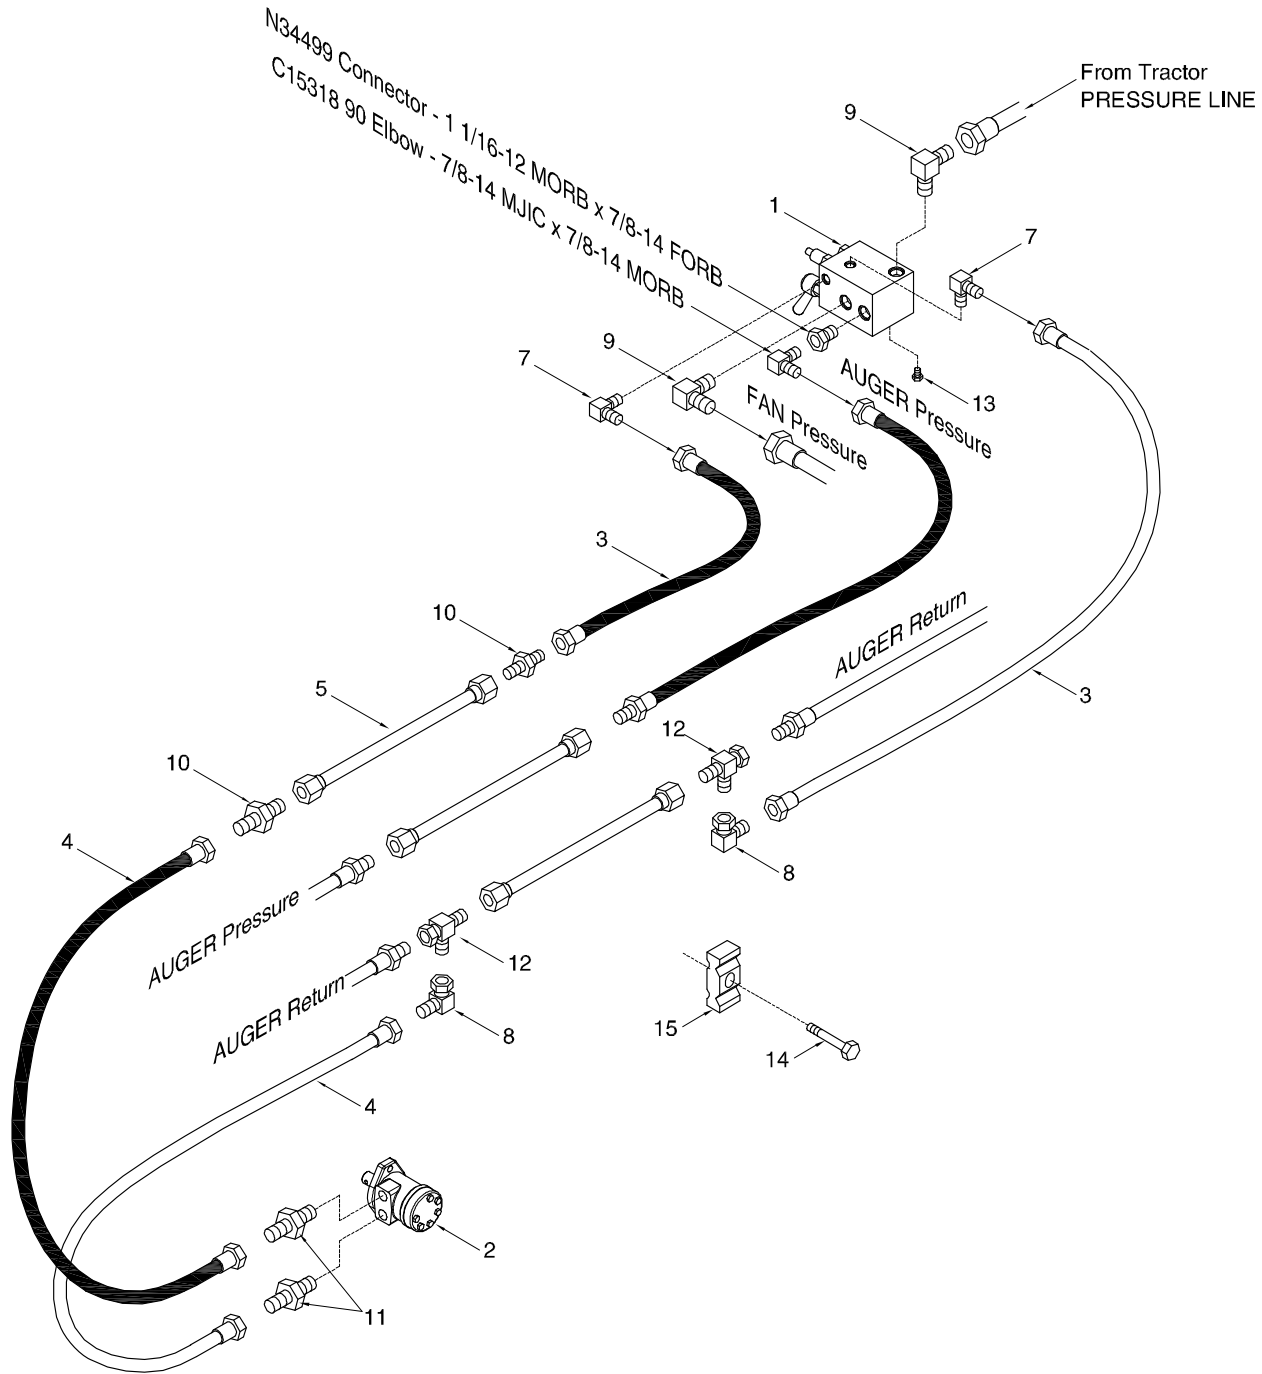 N34499 Connector - 1 1/16-12 MORB x 7/8-14 FORB
C15318 90 Elbow - 7/8-14 MJIC x 7/8-14 MORB
From Tractor
PRESSURE LINE
9
1
7
9
7
13
AUGER Pressure
FAN Pressure
3
10
AUGER Return
5
3
12
10
4
8
AUGER Pressure
12
AUGER Return
15
8
14
4
2
11